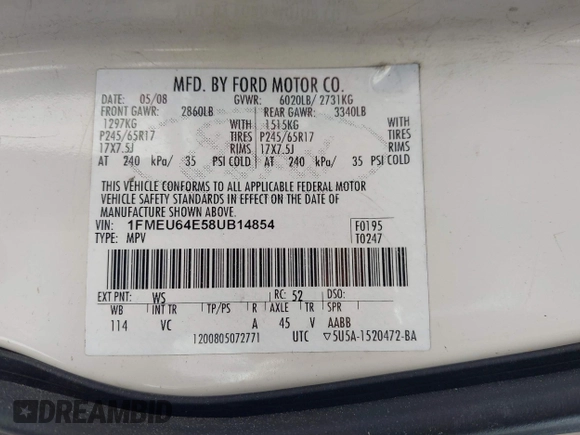 MFD. BY FORD MOTOR CO.
DATE: 05/08 GVWR: 6020LB/ 2731KG
FRONT GAWR: 2860LB REAR GAWR: 3340LB
1297KG WITH 1515KG WITH
P245/65R17 TIRES P245/65R17 TIRES
17X7.5J RIMS 17X7.5J RIMS
AT 240 kPa/ 35 PSI COLD AT 240 kPa/ 35 PSI COLD
THIS VEHICLE CONFORMS TO ALL APPLICABLE FEDERAL MOTOR
VEHICLE SAFETY STANDARDS IN EFFECT ON THE DATE OF
MANUFACTURE SHOWN ABOVE.
VIN: 1FMEU64E58UB14854 F0195
TYPE: MPV T0247
EXT PNT: WS RC: 52 DSO:
WB INT TR TP/PS R AXLE TR SPR
114 VC A 45 V AABB
1200805072771 UTC 5U5A-1520472-BA
DREAMBID